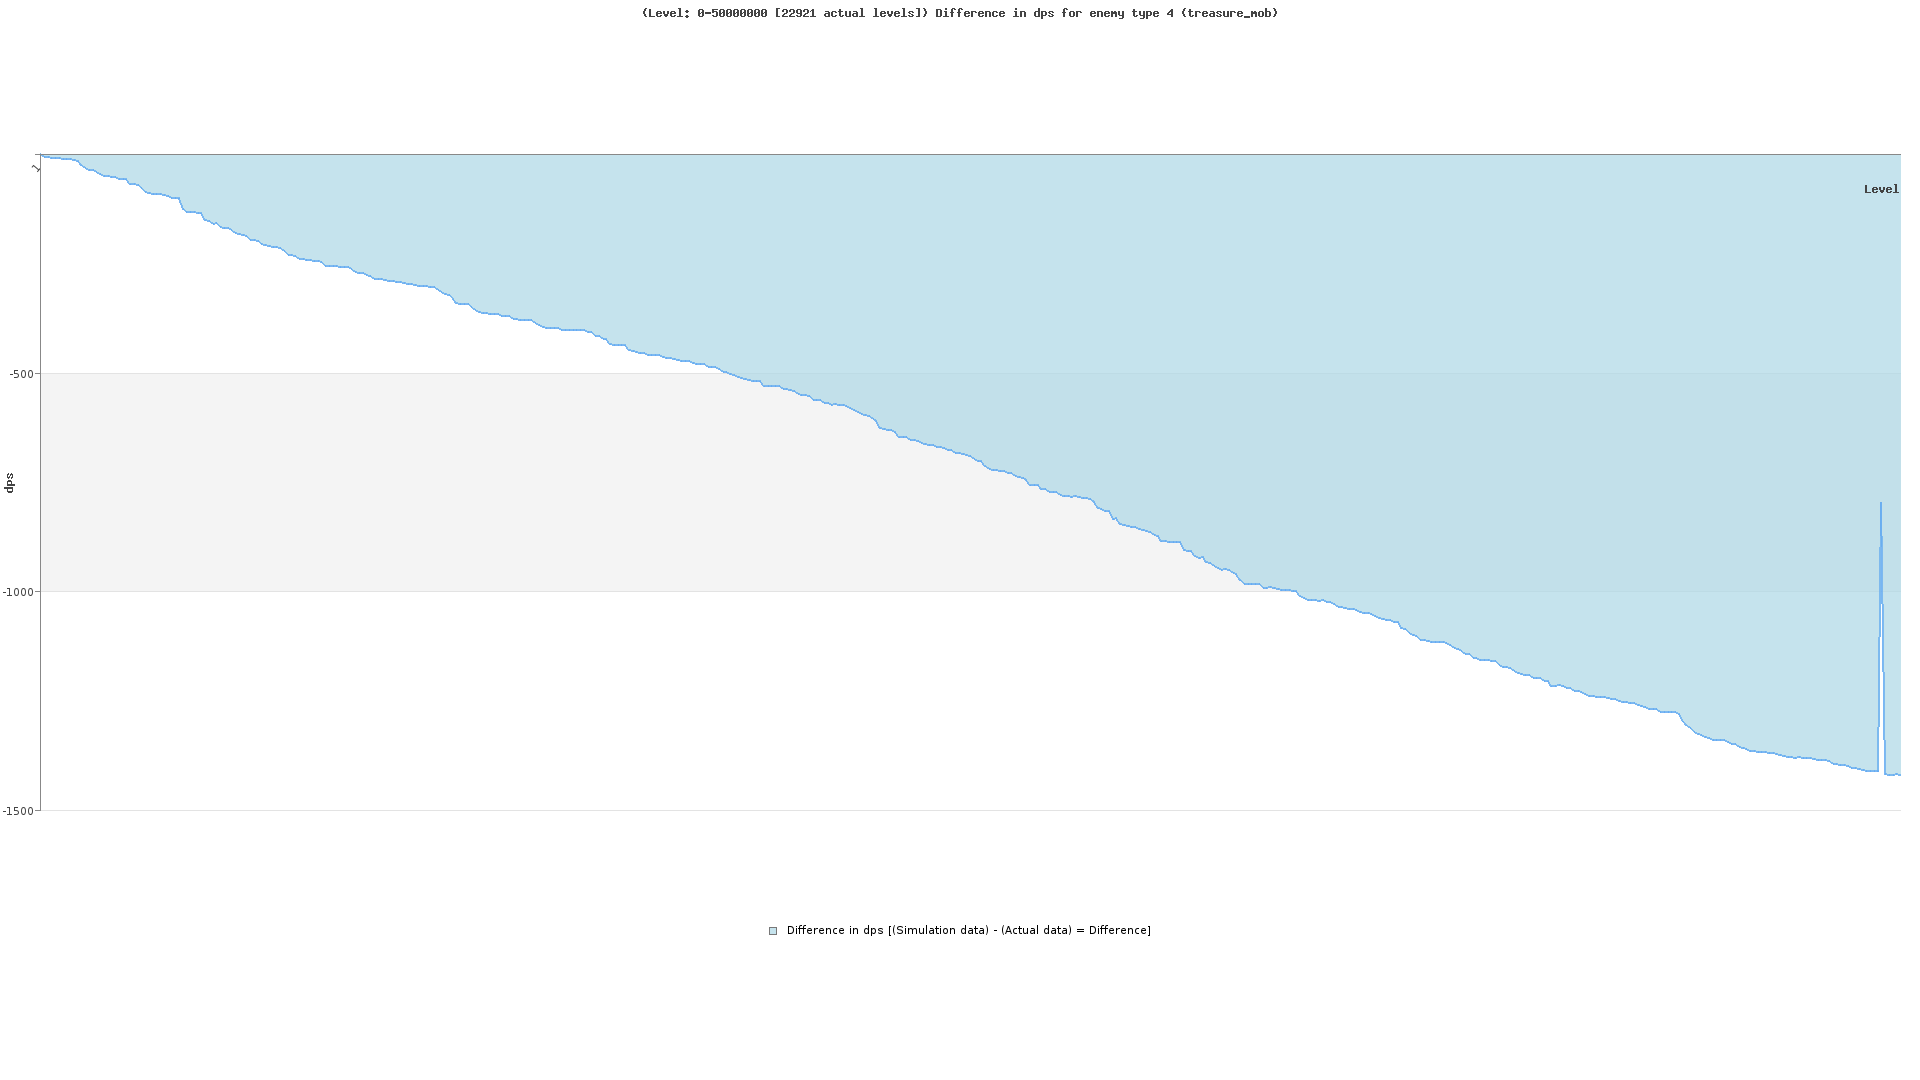 (Level: 0-50000000 [22921 actual levels]) Difference in dps for enemy type 4 (treasure_mob)
1
Level
-500
dps
-1000
-1500
Difference in dps [(Simulation data) - (Actual data) = Difference]